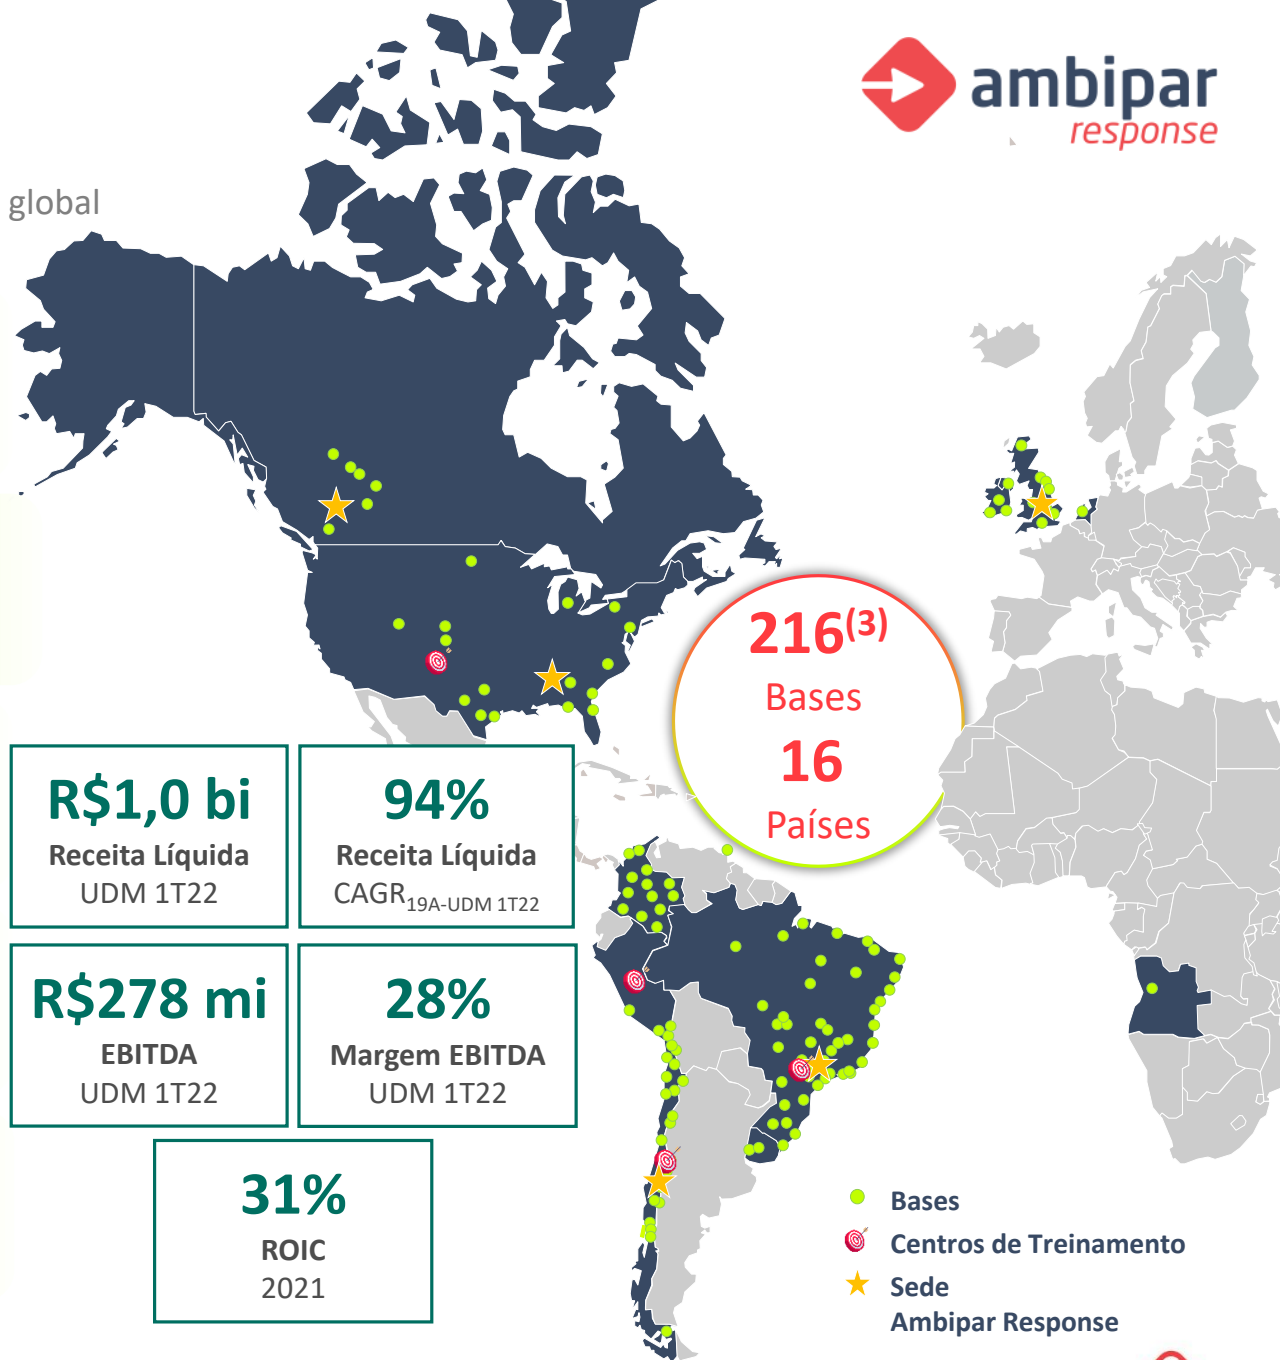 ambipar
response
global
216(3)
Bases
16
Países
R$1,0 bi
Receita Líquida
UDM 1T22
94%
Receita Líquida
CAGR19A-UDM 1T22
R$278 mi
EBITDA
UDM 1T22
28%
Margem EBITDA
UDM 1T22
31%
ROIC
2021
Bases
Centros de Treinamento
Sede
Ambipar Response